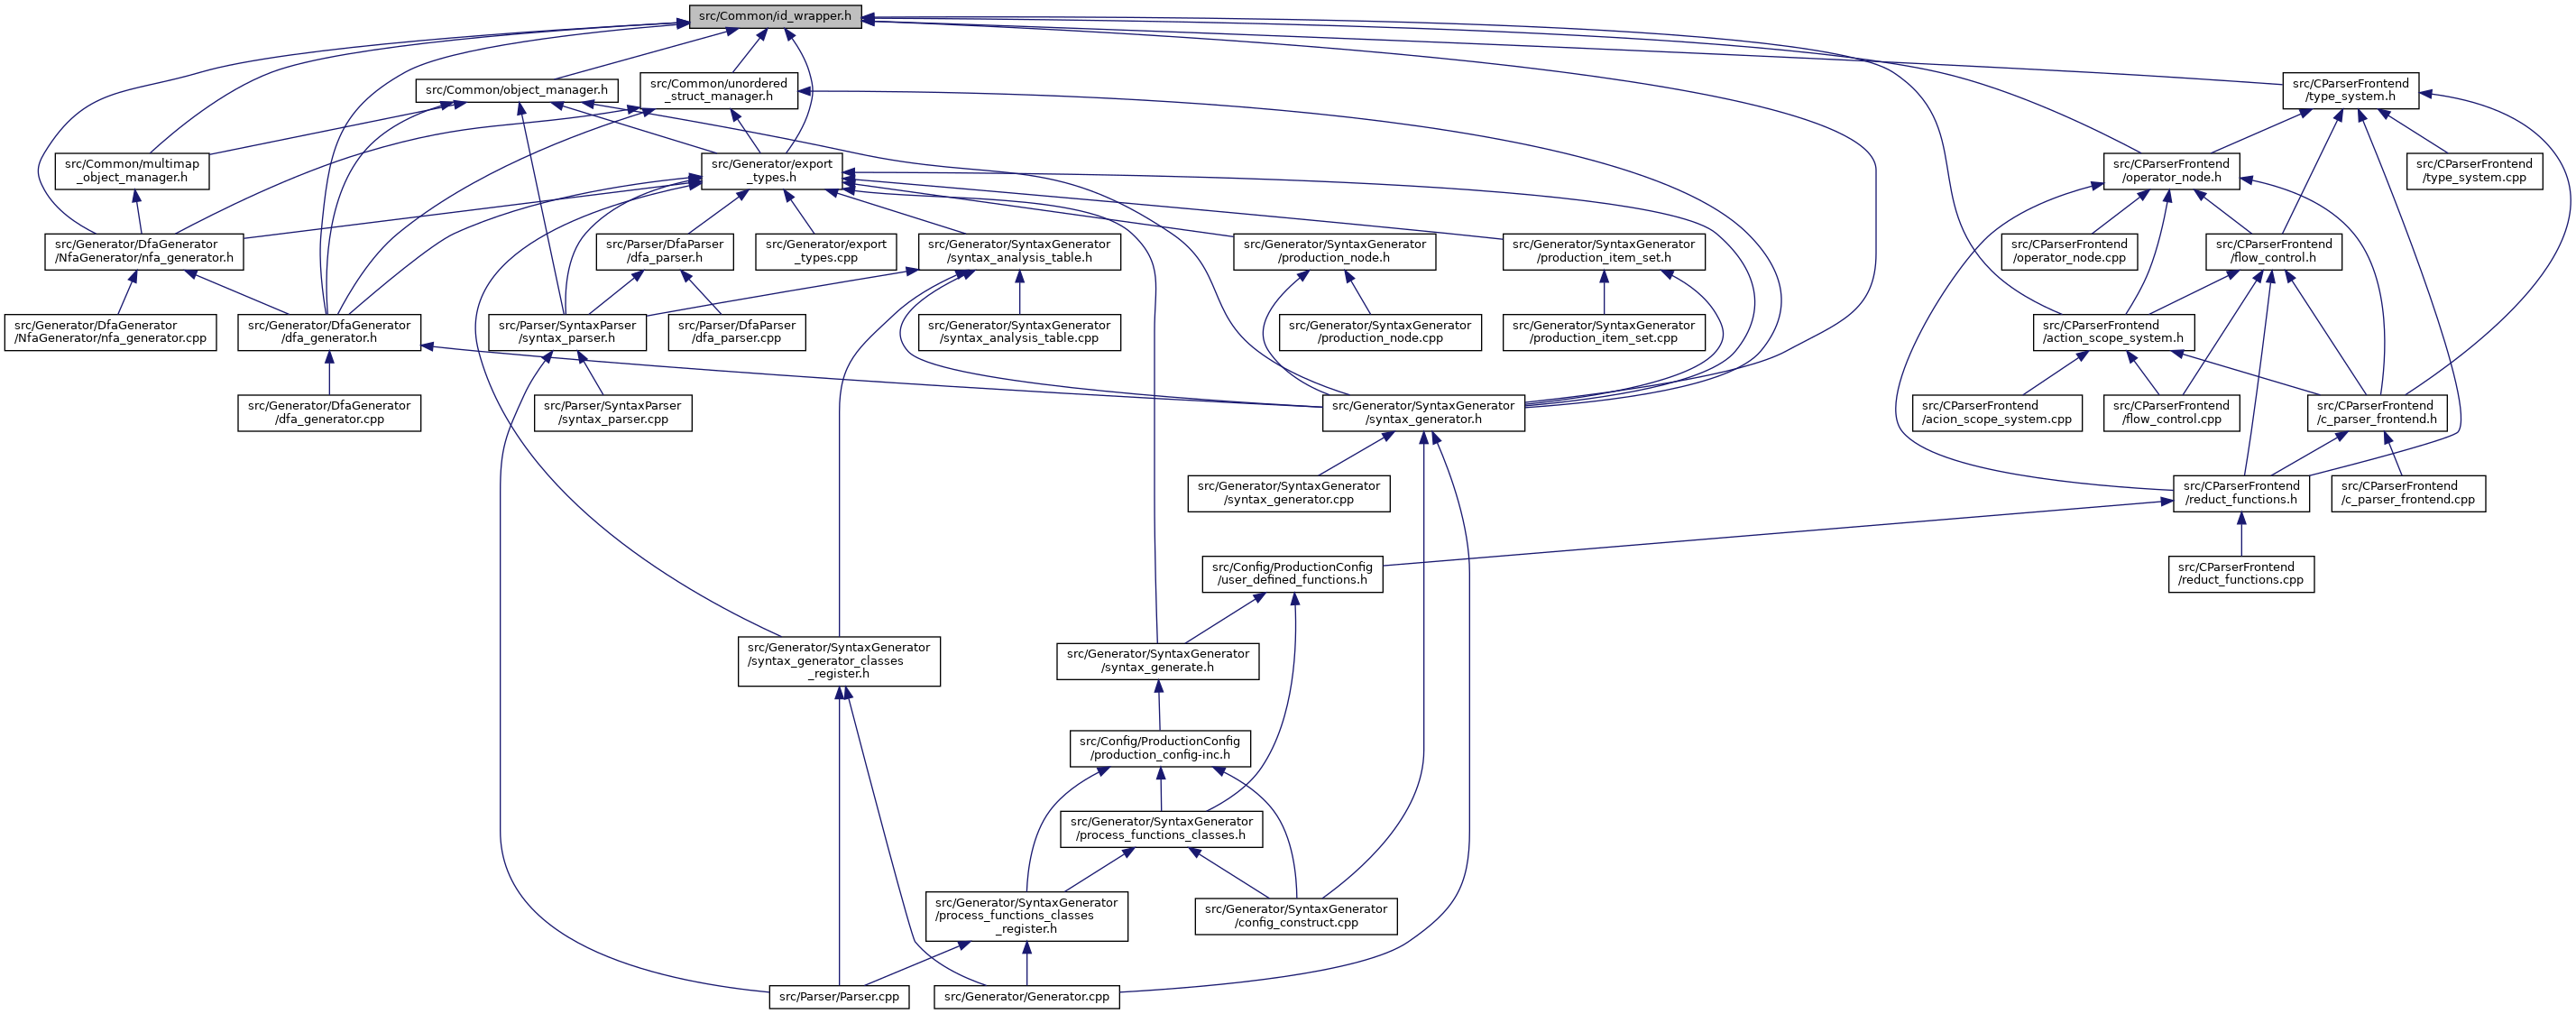 src/Common/id_wrapper.h
src/Common/object_manager.h
src/Common/unordered
_struct_manager.h
src/CParserFrontend
/type_system.h
src/Common/multimap
_object_manager.h
src/Generator/export
_types.h
src/CParserFrontend
/operator_node.h
src/CParserFrontend
/type_system.cpp
src/Generator/DfaGenerator
/NfaGenerator/nfa_generator.h
src/Parser/DfaParser
/dfa_parser.h
src/Generator/export
_types.cpp
src/Generator/SyntaxGenerator
/syntax_analysis_table.h
src/Generator/SyntaxGenerator
/production_node.h
src/Generator/SyntaxGenerator
/production_item_set.h
src/CParserFrontend
/operator_node.cpp
src/CParserFrontend
/flow_control.h
src/Generator/DfaGenerator
/NfaGenerator/nfa_generator.cpp
src/Generator/DfaGenerator
/dfa_generator.h
src/Parser/SyntaxParser
/syntax_parser.h
src/Parser/DfaParser
/dfa_parser.cpp
src/Generator/SyntaxGenerator
/syntax_analysis_table.cpp
src/Generator/SyntaxGenerator
/production_node.cpp
src/Generator/SyntaxGenerator
/production_item_set.cpp
src/CParserFrontend
/action_scope_system.h
src/Generator/DfaGenerator
/dfa_generator.cpp
src/Parser/SyntaxParser
/syntax_parser.cpp
src/Generator/SyntaxGenerator
/syntax_generator.h
src/CParserFrontend
/acion_scope_system.cpp
src/CParserFrontend
/flow_control.cpp
src/CParserFrontend
/c_parser_frontend.h
src/Generator/SyntaxGenerator
/syntax_generator.cpp
src/CParserFrontend
/reduct_functions.h
src/CParserFrontend
/c_parser_frontend.cpp
src/Config/ProductionConfig
/user_defined_functions.h
src/CParserFrontend
/reduct_functions.cpp
src/Generator/SyntaxGenerator
/syntax_generator_classes
_register.h
src/Generator/SyntaxGenerator
/syntax_generate.h
src/Config/ProductionConfig
/production_config-inc.h
src/Generator/SyntaxGenerator
/process_functions_classes.h
src/Generator/SyntaxGenerator
/process_functions_classes
_register.h
src/Generator/SyntaxGenerator
/config_construct.cpp
src/Parser/Parser.cpp
src/Generator/Generator.cpp